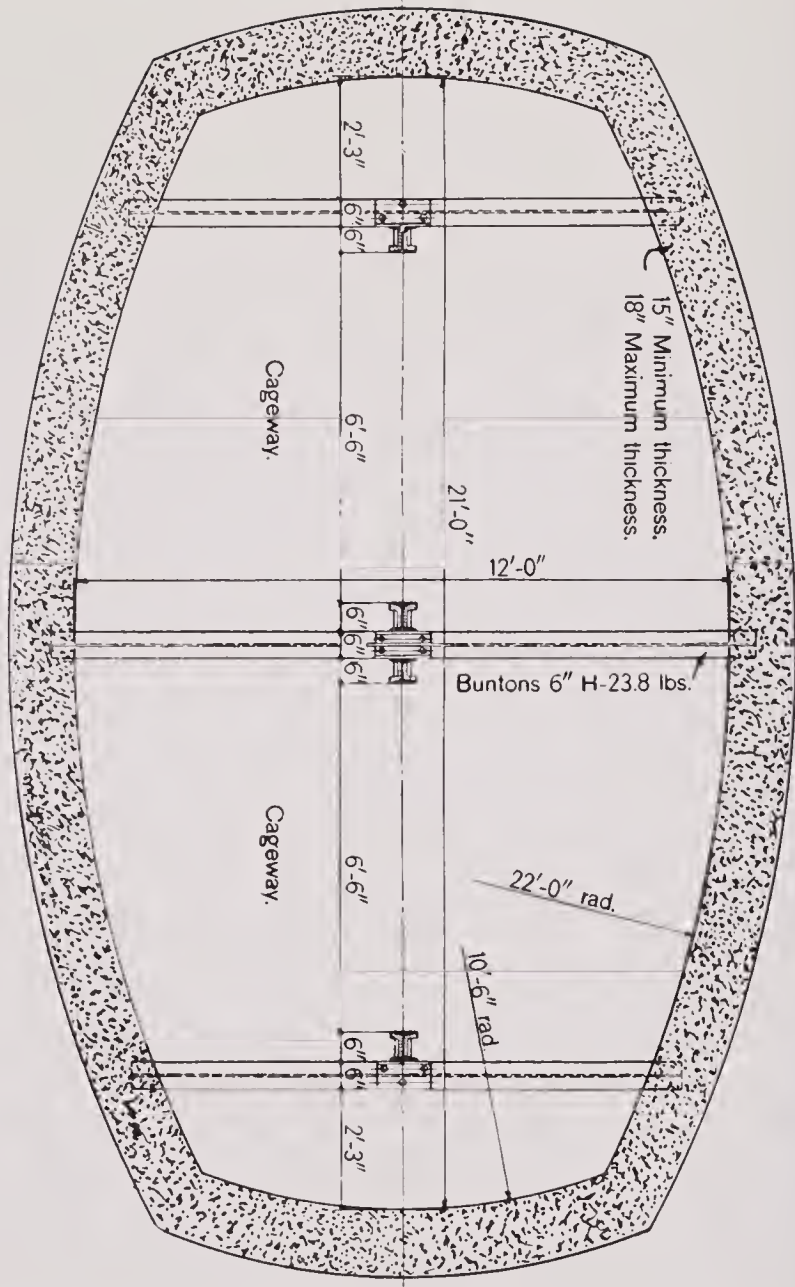 2'-3"
6"
6"
15" Minimum thickness.
18" Maximum thickness.
Cageway.
6'-6"
21'-0"
12'-0"
6"
6"
6"
Buntons 6" H-23.8 lbs.
Cageway.
6'-6"
22'-0" rad.
10'-6" rad
6"
6"
2'-3"